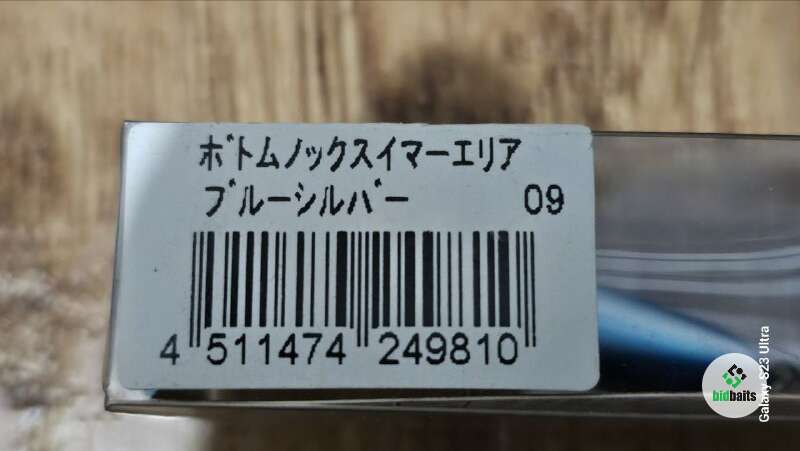 ボトムノックスイマーエリア
ブルーシルバー 09
4 511474 249810
bidbaits
Galaxy S23 Ultra